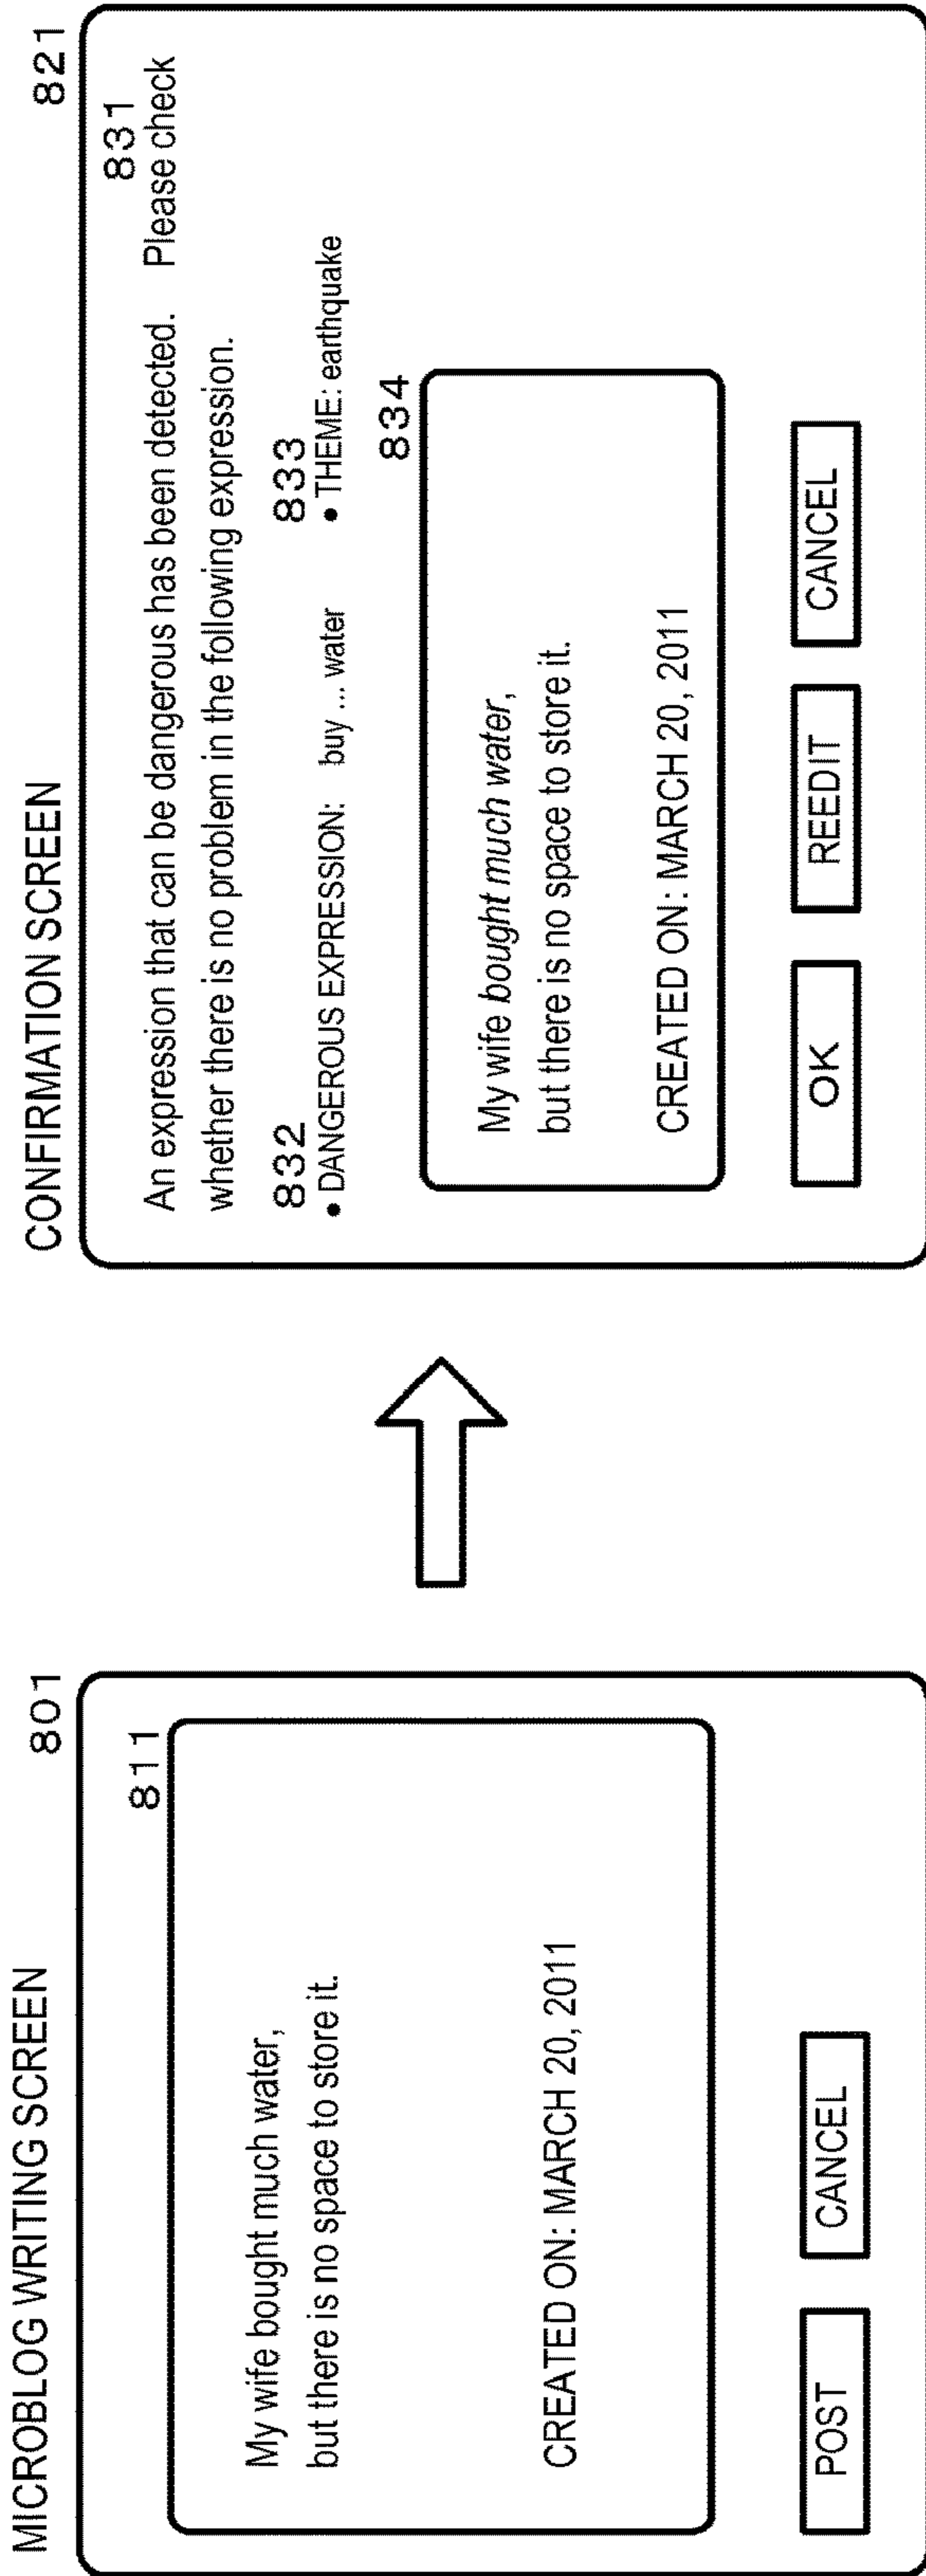 MICROBLOG WRITING SCREEN
801
811
My wife bought much water,
but there is no space to store it.
CREATED ON: MARCH 20, 2011
POST
CANCEL
CONFIRMATION SCREEN
821
831
An expression that can be dangerous has been detected. Please check
whether there is no problem in the following expression.
832
833
• DANGEROUS EXPRESSION: buy ... water
• THEME: earthquake
834
My wife bought much water,
but there is no space to store it.
CREATED ON: MARCH 20, 2011
OK
REEDIT
CANCEL